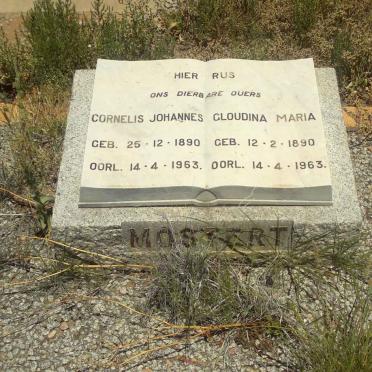 HIER RUS
ONS DIERBARE OUERS
CORNELIS JOHANNES CLOUDINA MARIA
GEB. 25 · 12 · 1890 GEB. 12 · 2 · 1890
OORL. 14 · 4 · 1963. OORL. 14 · 4 · 1963.
MOSTERT